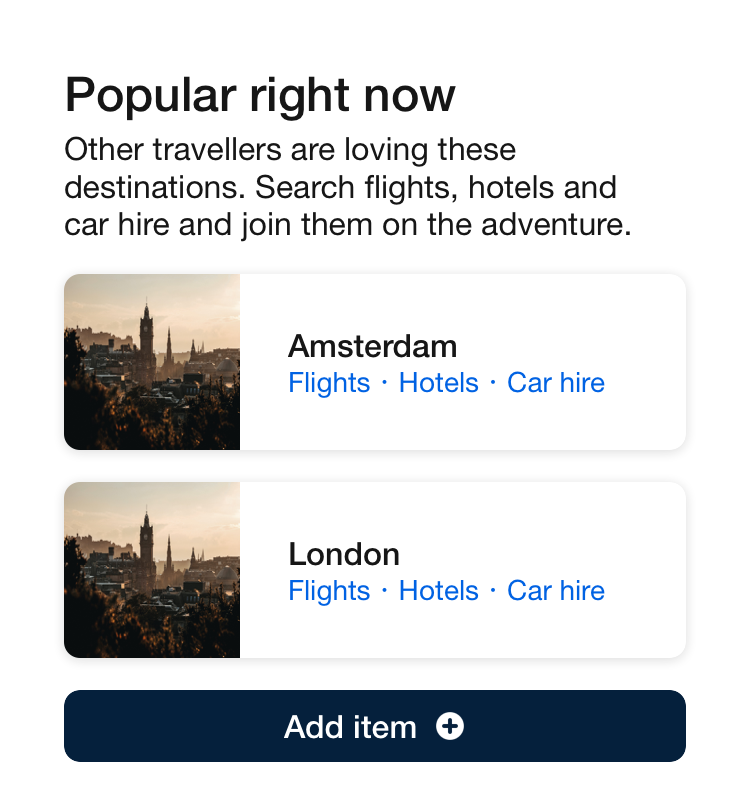 Popular right now
Other travellers are loving these
destinations. Search flights, hotels and
car hire and join them on the adventure.
Amsterdam
Flights · Hotels · Car hire
London
Flights · Hotels · Car hire
Add item